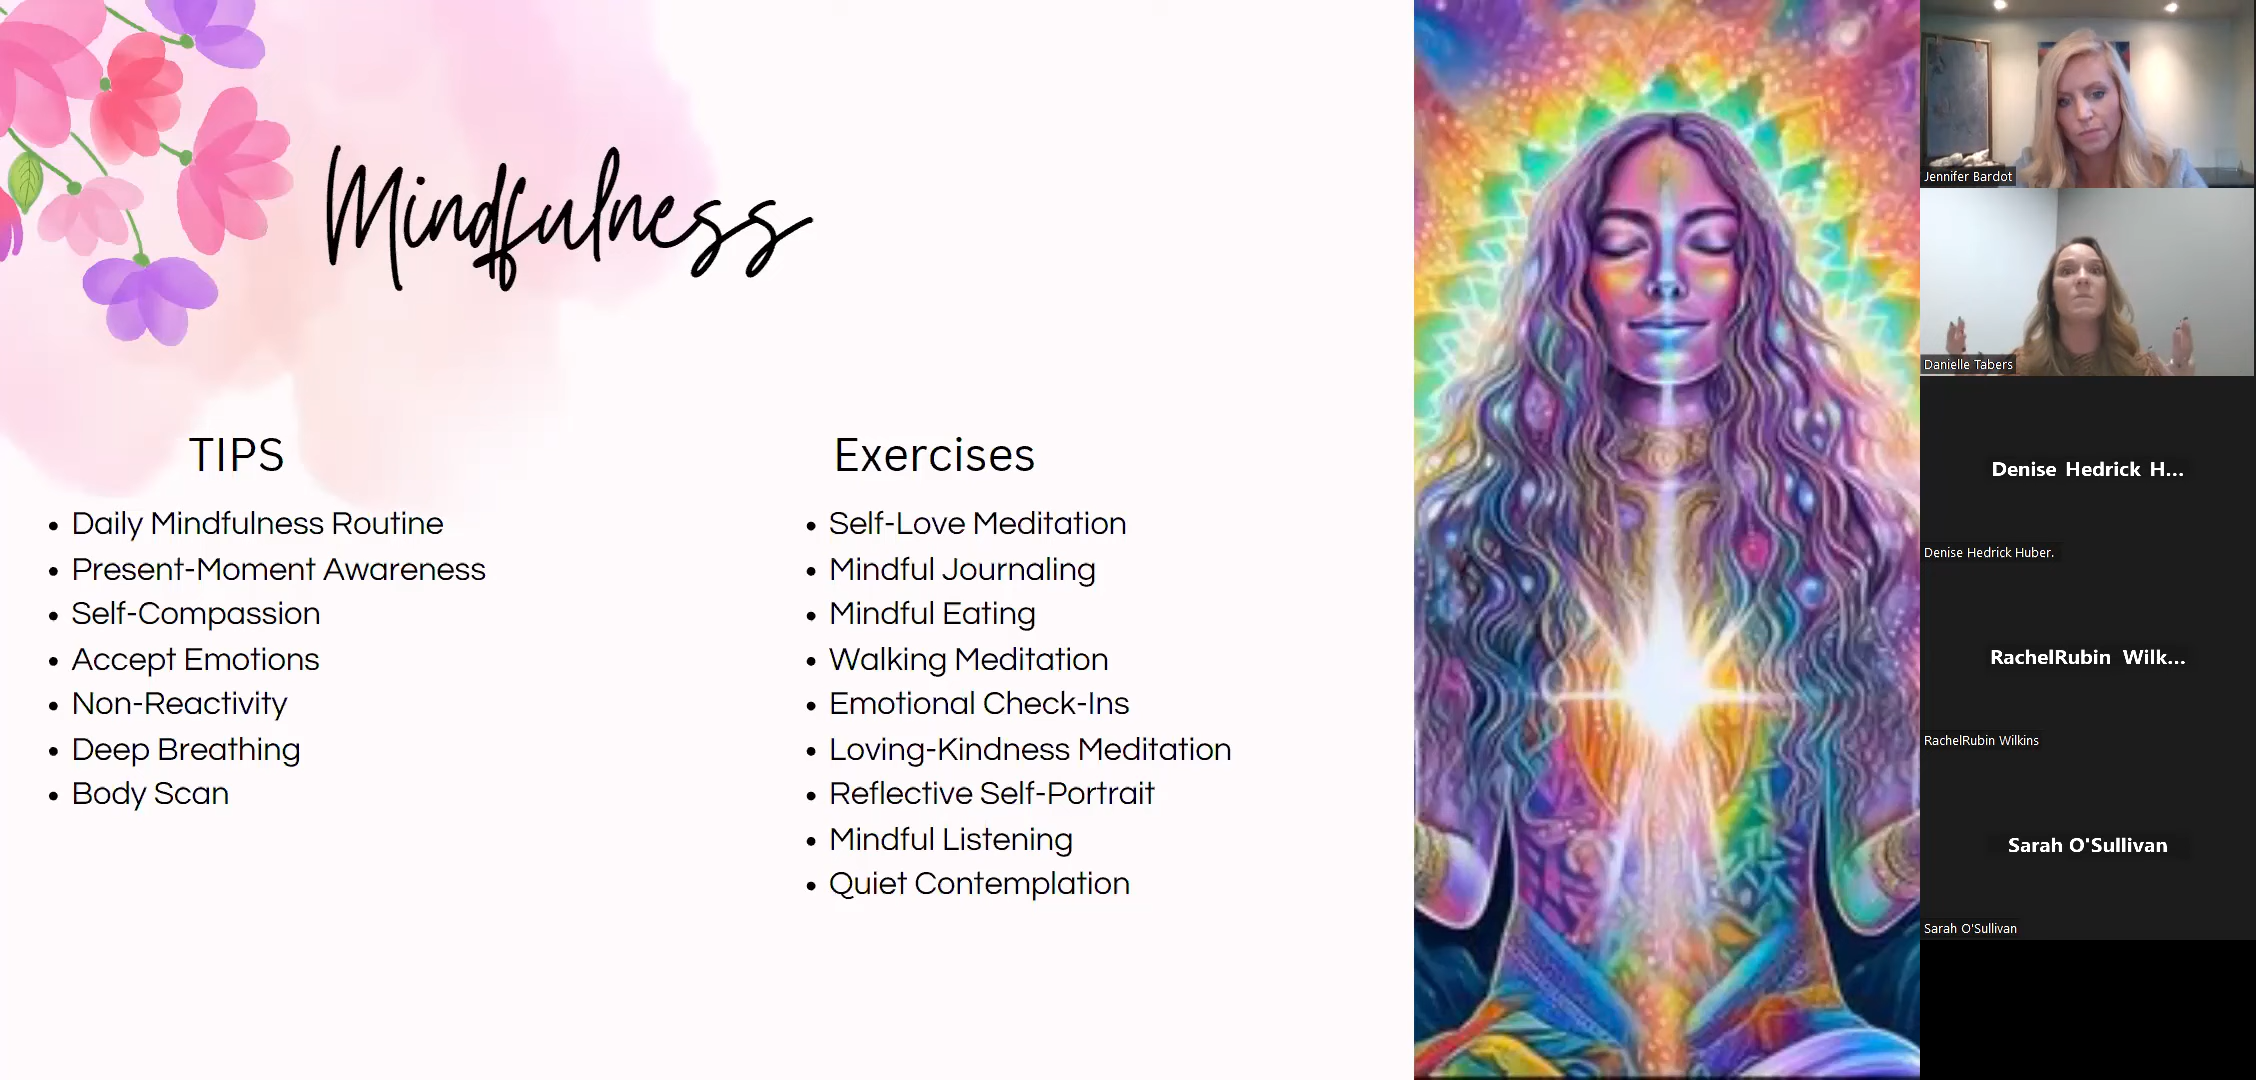 Mindfulness
TIPS
Daily Mindfulness Routine
Present-Moment Awareness
Self-Compassion
Accept Emotions
Non-Reactivity
Deep Breathing
Body Scan
Exercises
Self-Love Meditation
Mindful Journaling
Mindful Eating
Walking Meditation
Emotional Check-Ins
Loving-Kindness Meditation
Reflective Self-Portrait
Mindful Listening
Quiet Contemplation
Jennifer Bardot
Danielle Tabers
Denise Hedrick H...
Denise Hedrick Huber.
RachelRubin Wilk...
RachelRubin Wilkins
Sarah O'Sullivan
Sarah O'Sullivan